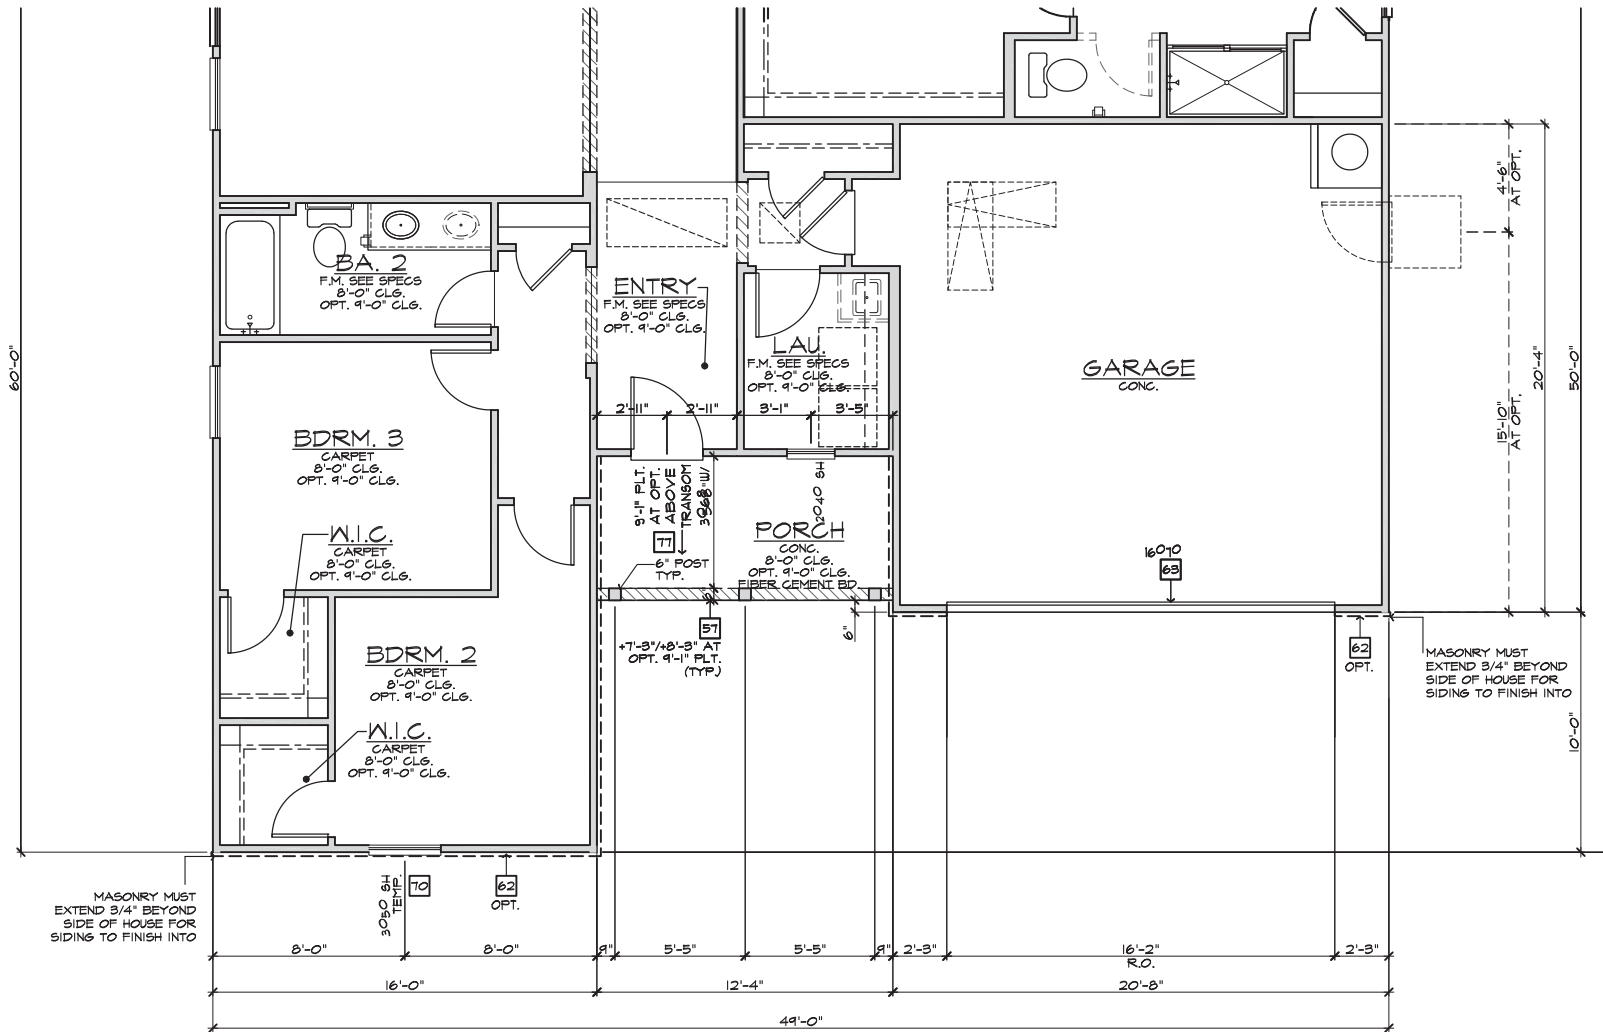 BA. 2
F.M. SEE SPECS
8'-0" CLG.
OPT. 9'-0" CLG.
ENTRY
F.M. SEE SPECS
8'-0" CLG.
OPT. 9'-0" CLG.
LAU.
F.M. SEE SPECS
8'-0" CLG.
OPT. 9'-0" CLG.
GARAGE
CONC.
4'-6"
AT OPT.
20'-4"
15'-10"
AT OPT.
50'-0"
60'-0"
2'-11"
2'-11"
3'-1"
3'-5"
BDRM. 3
CARPET
8'-0" CLG.
OPT. 9'-0" CLG.
W.I.C.
CARPET
8'-0" CLG.
OPT. 9'-0" CLG.
TRANSOM
ABOVE
AT OPT.
9'-1" PLT.
77
2040 SH
6" POST
TYP.
PORCH
CONC.
8'-0" CLG.
OPT. 9'-0" CLG.
FIBER CEMENT BD.
16070
63
57
+7'-3"/+8'-3" AT
OPT. 9'-1" PLT.
(TYP.)
6"
BDRM. 2
CARPET
8'-0" CLG.
OPT. 9'-0" CLG.
W.I.C.
CARPET
8'-0" CLG.
OPT. 9'-0" CLG.
62
OPT.
MASONRY MUST
EXTEND 3/4" BEYOND
SIDE OF HOUSE FOR
SIDING TO FINISH INTO
10'-0"
MASONRY MUST
EXTEND 3/4" BEYOND
SIDE OF HOUSE FOR
SIDING TO FINISH INTO
3050 SH
TEMP.
70
62
OPT.
8'-0"
8'-0"
9"
5'-5"
5'-5"
9"
2'-3"
16'-2"
R.O.
2'-3"
16'-0"
12'-4"
20'-8"
49'-0"